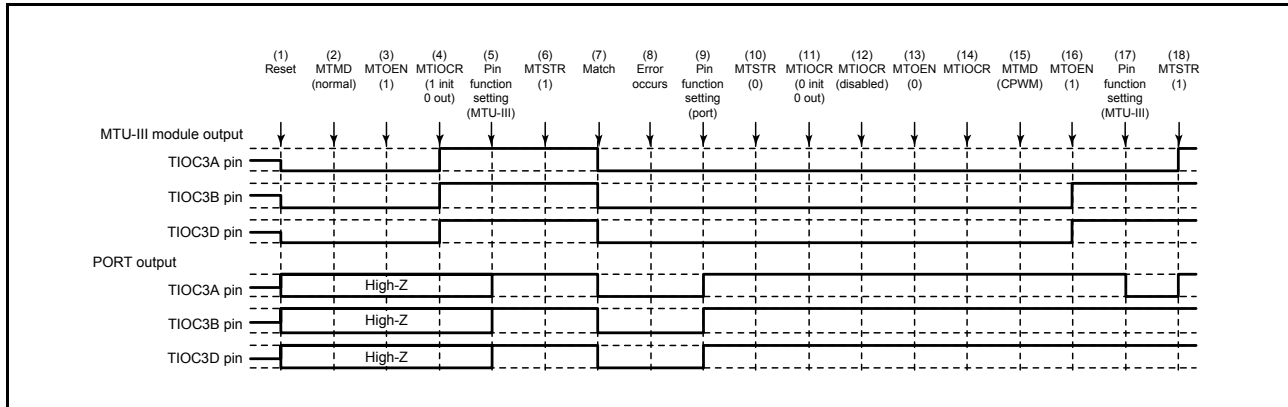 (1) (2) (3) (4) (5) (6) (7) (8) (9) (10) (11) (12) (13) (14) (15) (16) (17) (18)
Reset MTMD MTOEN MTIOCR Pin MTSTR Match Error Pin MTSTR MTIOCR MTIOCR MTOEN MTIOCR MTMD MTOEN Pin MTSTR
(normal) (1) (1 init function (1) occurs function (0) (0 init (disabled) (0) (CPWM) (1) function (1)
0 out) setting setting 0 out) setting
(MTU-III) (port) (MTU-III)
MTU-III module output
TIOC3A pin
TIOC3B pin
TIOC3D pin
PORT output
TIOC3A pin High-Z
TIOC3B pin High-Z
TIOC3D pin High-Z